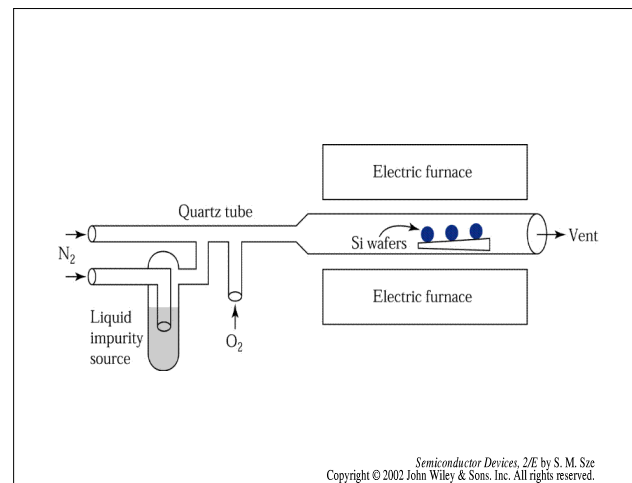 Electric furnace
Quartz tube
Si wafers
Vent
N₂
Electric furnace
Liquid
impurity
source
O₂
Semiconductor Devices, 2/E by S. M. Sze
Copyright © 2002 John Wiley & Sons. Inc. All rights reserved.